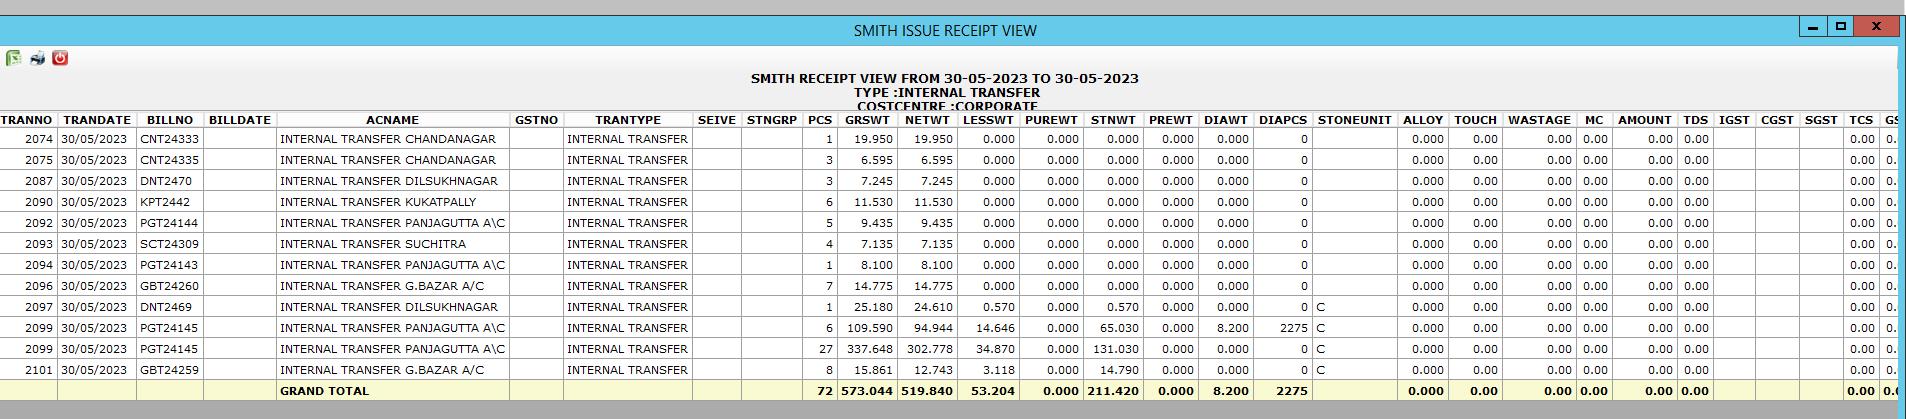 SMITH ISSUE RECEIPT VIEW
SMITH RECEIPT VIEW FROM 30-05-2023 TO 30-05-2023
TYPE :INTERNAL TRANSFER
COSTCENTRE :CORPORATE
TRANNO TRANDATE BILLNO BILLDATE ACNAME GSTNO TRANTYPE SEIVE STNGRP PCS GRSWT NETWT LESSWT PUREWT STNWT PREWT DIAWT DIAPCS STONEUNIT ALLOY TOUCH WASTAGE MC AMOUNT TDS IGST CGST SGST TCS GS
2074 30/05/2023 CNT24333 INTERNAL TRANSFER CHANDANAGAR INTERNAL TRANSFER 1 19.950 19.950 0.000 0.000 0.000 0.000 0.000 0 0.000 0.00 0.00 0.00 0.00 0.00 0.00 0.
2075 30/05/2023 CNT24335 INTERNAL TRANSFER CHANDANAGAR INTERNAL TRANSFER 3 6.595 6.595 0.000 0.000 0.000 0.000 0.000 0 0.000 0.00 0.00 0.00 0.00 0.00 0.00 0.
2087 30/05/2023 DNT2470 INTERNAL TRANSFER DILSUKHNAGAR INTERNAL TRANSFER 3 7.245 7.245 0.000 0.000 0.000 0.000 0.000 0 0.000 0.00 0.00 0.00 0.00 0.00 0.00 0.
2090 30/05/2023 KPT2442 INTERNAL TRANSFER KUKATPALLY INTERNAL TRANSFER 6 11.530 11.530 0.000 0.000 0.000 0.000 0.000 0 0.000 0.00 0.00 0.00 0.00 0.00 0.00 0.
2092 30/05/2023 PGT24144 INTERNAL TRANSFER PANJAGUTTA A\C INTERNAL TRANSFER 5 9.435 9.435 0.000 0.000 0.000 0.000 0.000 0 0.000 0.00 0.00 0.00 0.00 0.00 0.00 0.
2093 30/05/2023 SCT24309 INTERNAL TRANSFER SUCHITRA INTERNAL TRANSFER 4 7.135 7.135 0.000 0.000 0.000 0.000 0.000 0 0.000 0.00 0.00 0.00 0.00 0.00 0.00 0.
2094 30/05/2023 PGT24143 INTERNAL TRANSFER PANJAGUTTA A\C INTERNAL TRANSFER 1 8.100 8.100 0.000 0.000 0.000 0.000 0.000 0 0.000 0.00 0.00 0.00 0.00 0.00 0.00 0.
2096 30/05/2023 GBT24260 INTERNAL TRANSFER G.BAZAR A/C INTERNAL TRANSFER 7 14.775 14.775 0.000 0.000 0.000 0.000 0.000 0 0.000 0.00 0.00 0.00 0.00 0.00 0.00 0.
2097 30/05/2023 DNT2469 INTERNAL TRANSFER DILSUKHNAGAR INTERNAL TRANSFER 1 25.180 24.610 0.570 0.000 0.570 0.000 0.000 0 C 0.000 0.00 0.00 0.00 0.00 0.00 0.00 0.
2099 30/05/2023 PGT24145 INTERNAL TRANSFER PANJAGUTTA A\C INTERNAL TRANSFER 6 109.590 94.944 14.646 0.000 65.030 0.000 8.200 2275 C 0.000 0.00 0.00 0.00 0.00 0.00 0.00 0.
2099 30/05/2023 PGT24145 INTERNAL TRANSFER PANJAGUTTA A\C INTERNAL TRANSFER 27 337.648 302.778 34.870 0.000 131.030 0.000 0.000 0 C 0.000 0.00 0.00 0.00 0.00 0.00 0.00 0.
2101 30/05/2023 GBT24259 INTERNAL TRANSFER G.BAZAR A/C INTERNAL TRANSFER 8 15.861 12.743 3.118 0.000 14.790 0.000 0.000 0 C 0.000 0.00 0.00 0.00 0.00 0.00 0.00 0.
GRAND TOTAL 72 573.044 519.840 53.204 0.000 211.420 0.000 8.200 2275 0.000 0.00 0.00 0.00 0.00 0.00 0.00 0.0